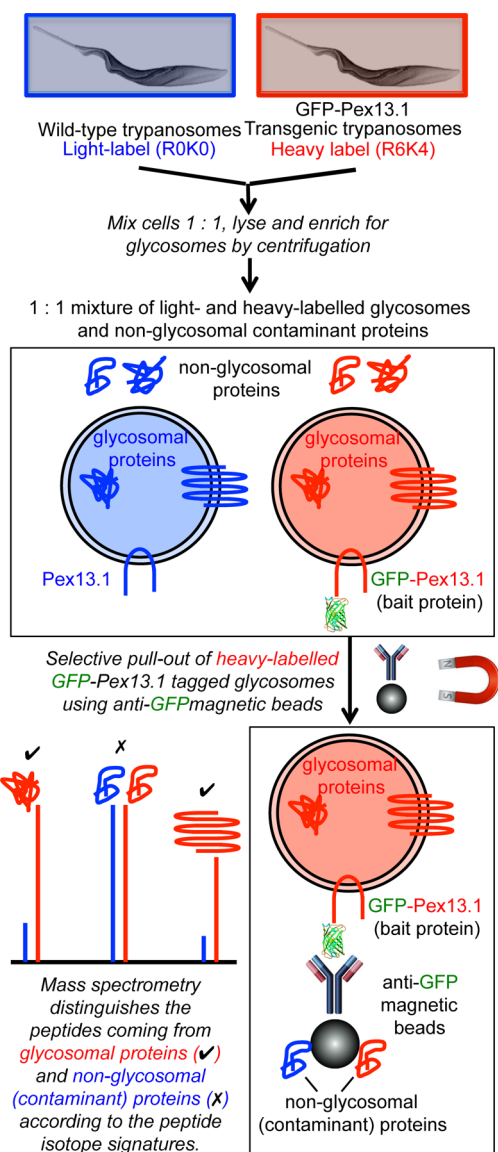 GFP-Pex13.1
Wild-type trypanosomes Transgenic trypanosomes
Light-label (R0K0) Heavy label (R6K4)
Mix cells 1 : 1, lyse and enrich for
glycosomes by centrifugation
1 : 1 mixture of light- and heavy-labelled glycosomes
and non-glycosomal contaminant proteins
non-glycosomal
proteins
glycosomal
proteins
glycosomal
proteins
Pex13.1
GFP-Pex13.1
(bait protein)
Selective pull-out of heavy-labelled
GFP-Pex13.1 tagged glycosomes
using anti-GFPmagnetic beads
N
S
✔
✗
✔
Mass spectrometry
distinguishes the
peptides coming from
glycosomal proteins (✔)
and non-glycosomal
(contaminant) proteins (✗)
according to the peptide
isotope signatures.
glycosomal
proteins
GFP-Pex13.1
(bait protein)
anti-GFP
magnetic
beads
non-glycosomal
(contaminant) proteins